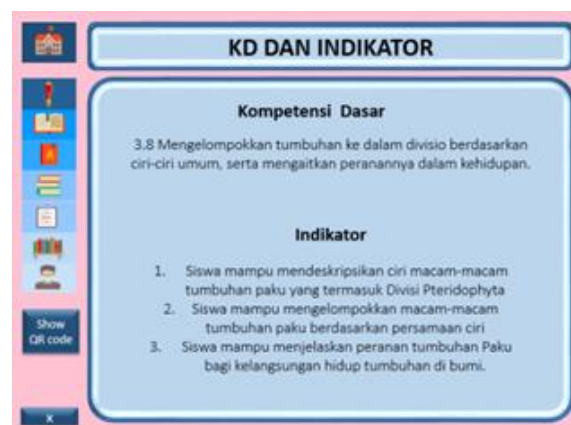 KD DAN INDIKATOR
Kompetensi Dasar
3.8 Mengelompokkan tumbuhan ke dalam divisio berdasarkan
ciri-ciri umum, serta mengaitkan peranannya dalam kehidupan.
Indikator
1. Siswa mampu mendeskripsikan ciri macam-macam
tumbuhan paku yang termasuk Divisi Pteridophyta
2. Siswa mampu mengelompokkan macam-macam
tumbuhan paku berdasarkan persamaan ciri
3. Siswa mampu menjelaskan peranan tumbuhan Paku
bagi kelangsungan hidup tumbuhan di bumi.
Show
QR code
X